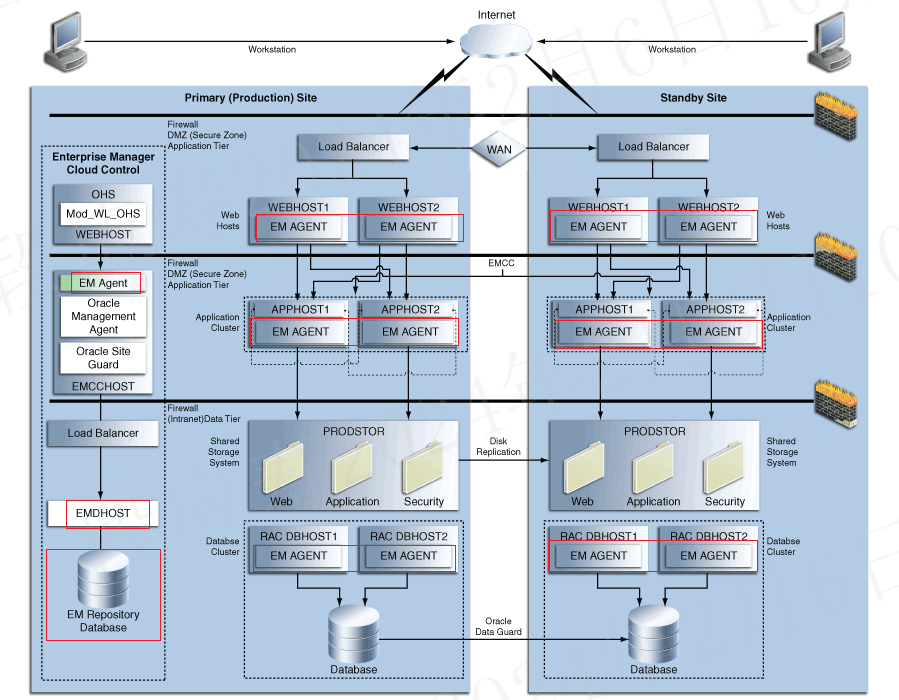 Internet
Workstation
Workstation
Primary (Production) Site
Standby Site
Firewall
DMZ (Secure Zone)
Application Tier
Load Balancer
WAN
Load Balancer
Enterprise Manager
Cloud Control
OHS
Mod_WL_OHS
WEBHOST
Web
Hosts
WEBHOST1
WEBHOST2
EM AGENT
EM AGENT
WEBHOST1
WEBHOST2
EM AGENT
EM AGENT
Web
Hosts
Firewall
DMZ (Secure Zone)
Application Tier
EMCC
EM Agent
Oracle
Management
Agent
Oracle Site
Guard
EMCCHOST
Application
Cluster
APPHOST1
APPHOST2
EM AGENT
EM AGENT
APPHOST1
APPHOST2
EM AGENT
EM AGENT
Application
Cluster
Firewall
(Intranet)Data Tier
Load Balancer
Shared
Storage
System
PRODSTOR
Web
Application
Security
Disk
Replication
PRODSTOR
Web
Application
Security
Shared
Storage
System
EMDHOST
EM Repository
Database
Databse
Cluster
RAC DBHOST1
RAC DBHOST2
EM AGENT
EM AGENT
Database
Oracle
Data Guard
RAC DBHOST1
RAC DBHOST2
EM AGENT
EM AGENT
Database
Databse
Cluster